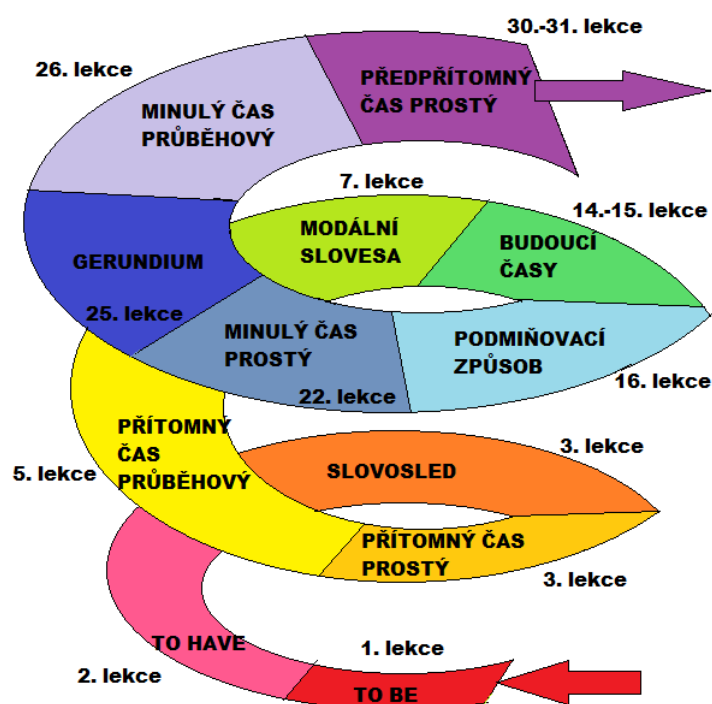 30.-31. lekce
26. lekce
PŘEDPŘÍTOMNÝ
ČAS PROSTÝ
MINULÝ ČAS
PRŮBĚHOVÝ
7. lekce
14.-15. lekce
MODÁLNÍ
SLOVESA
BUDOUCÍ
ČASY
GERUNDIUM
25. lekce
MINULÝ ČAS
PROSTÝ
PODMIŇOVACÍ
ZPŮSOB
22. lekce
16. lekce
PŘÍTOMNÝ
ČAS
PRŮBĚHOVÝ
3. lekce
SLOVOSLED
5. lekce
PŘÍTOMNÝ ČAS
PROSTÝ
3. lekce
TO HAVE
1. lekce
2. lekce
TO BE